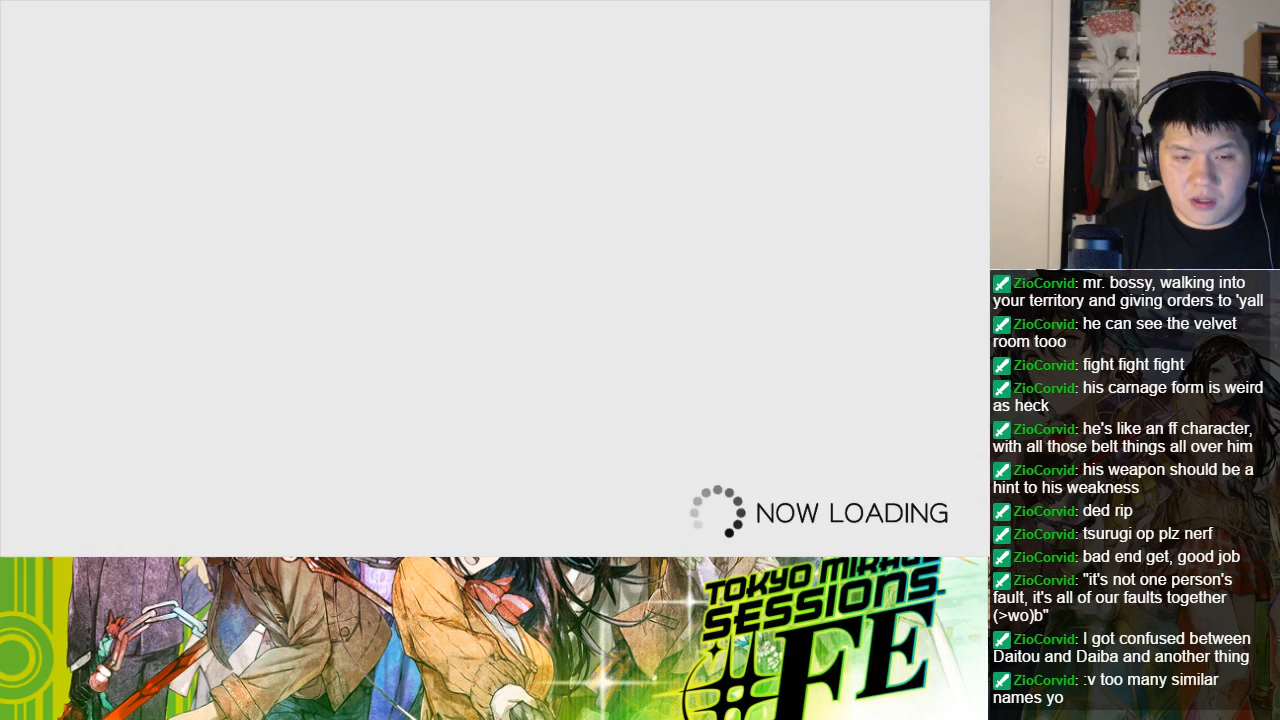 NOW LOADING
TOKYO MIRAGE
SESSIONS
#FE
ZioCorvid: mr. bossy, walking into
your territory and giving orders to 'yall
ZioCorvid: he can see the velvet
room tooo
ZioCorvid: fight fight fight
ZioCorvid: his carnage form is weird
as heck
ZioCorvid: he's like an ff character,
with all those belt things all over him
ZioCorvid: his weapon should be a
hint to his weakness
ZioCorvid: ded rip
ZioCorvid: tsurugi op plz nerf
ZioCorvid: bad end get, good job
ZioCorvid: "it's not one person's
fault, it's all of our faults together
(>wo)b"
ZioCorvid: I got confused between
Daitou and Daiba and another thing
ZioCorvid: :v too many similar
names yo